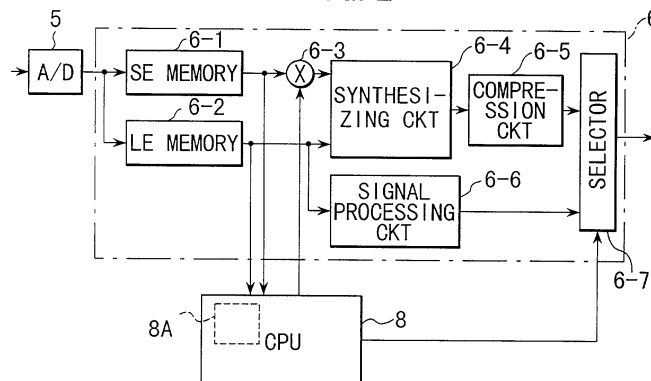 5
A/D
6-1
SE MEMORY
6-2
LE MEMORY
6-3
X
6-4
SYNTHESI-
ZING CKT
6-5
COMPRE-
SSION
CKT
6
SELECTOR
6-6
SIGNAL
PROCESSING
CKT
6-7
8A
CPU
8